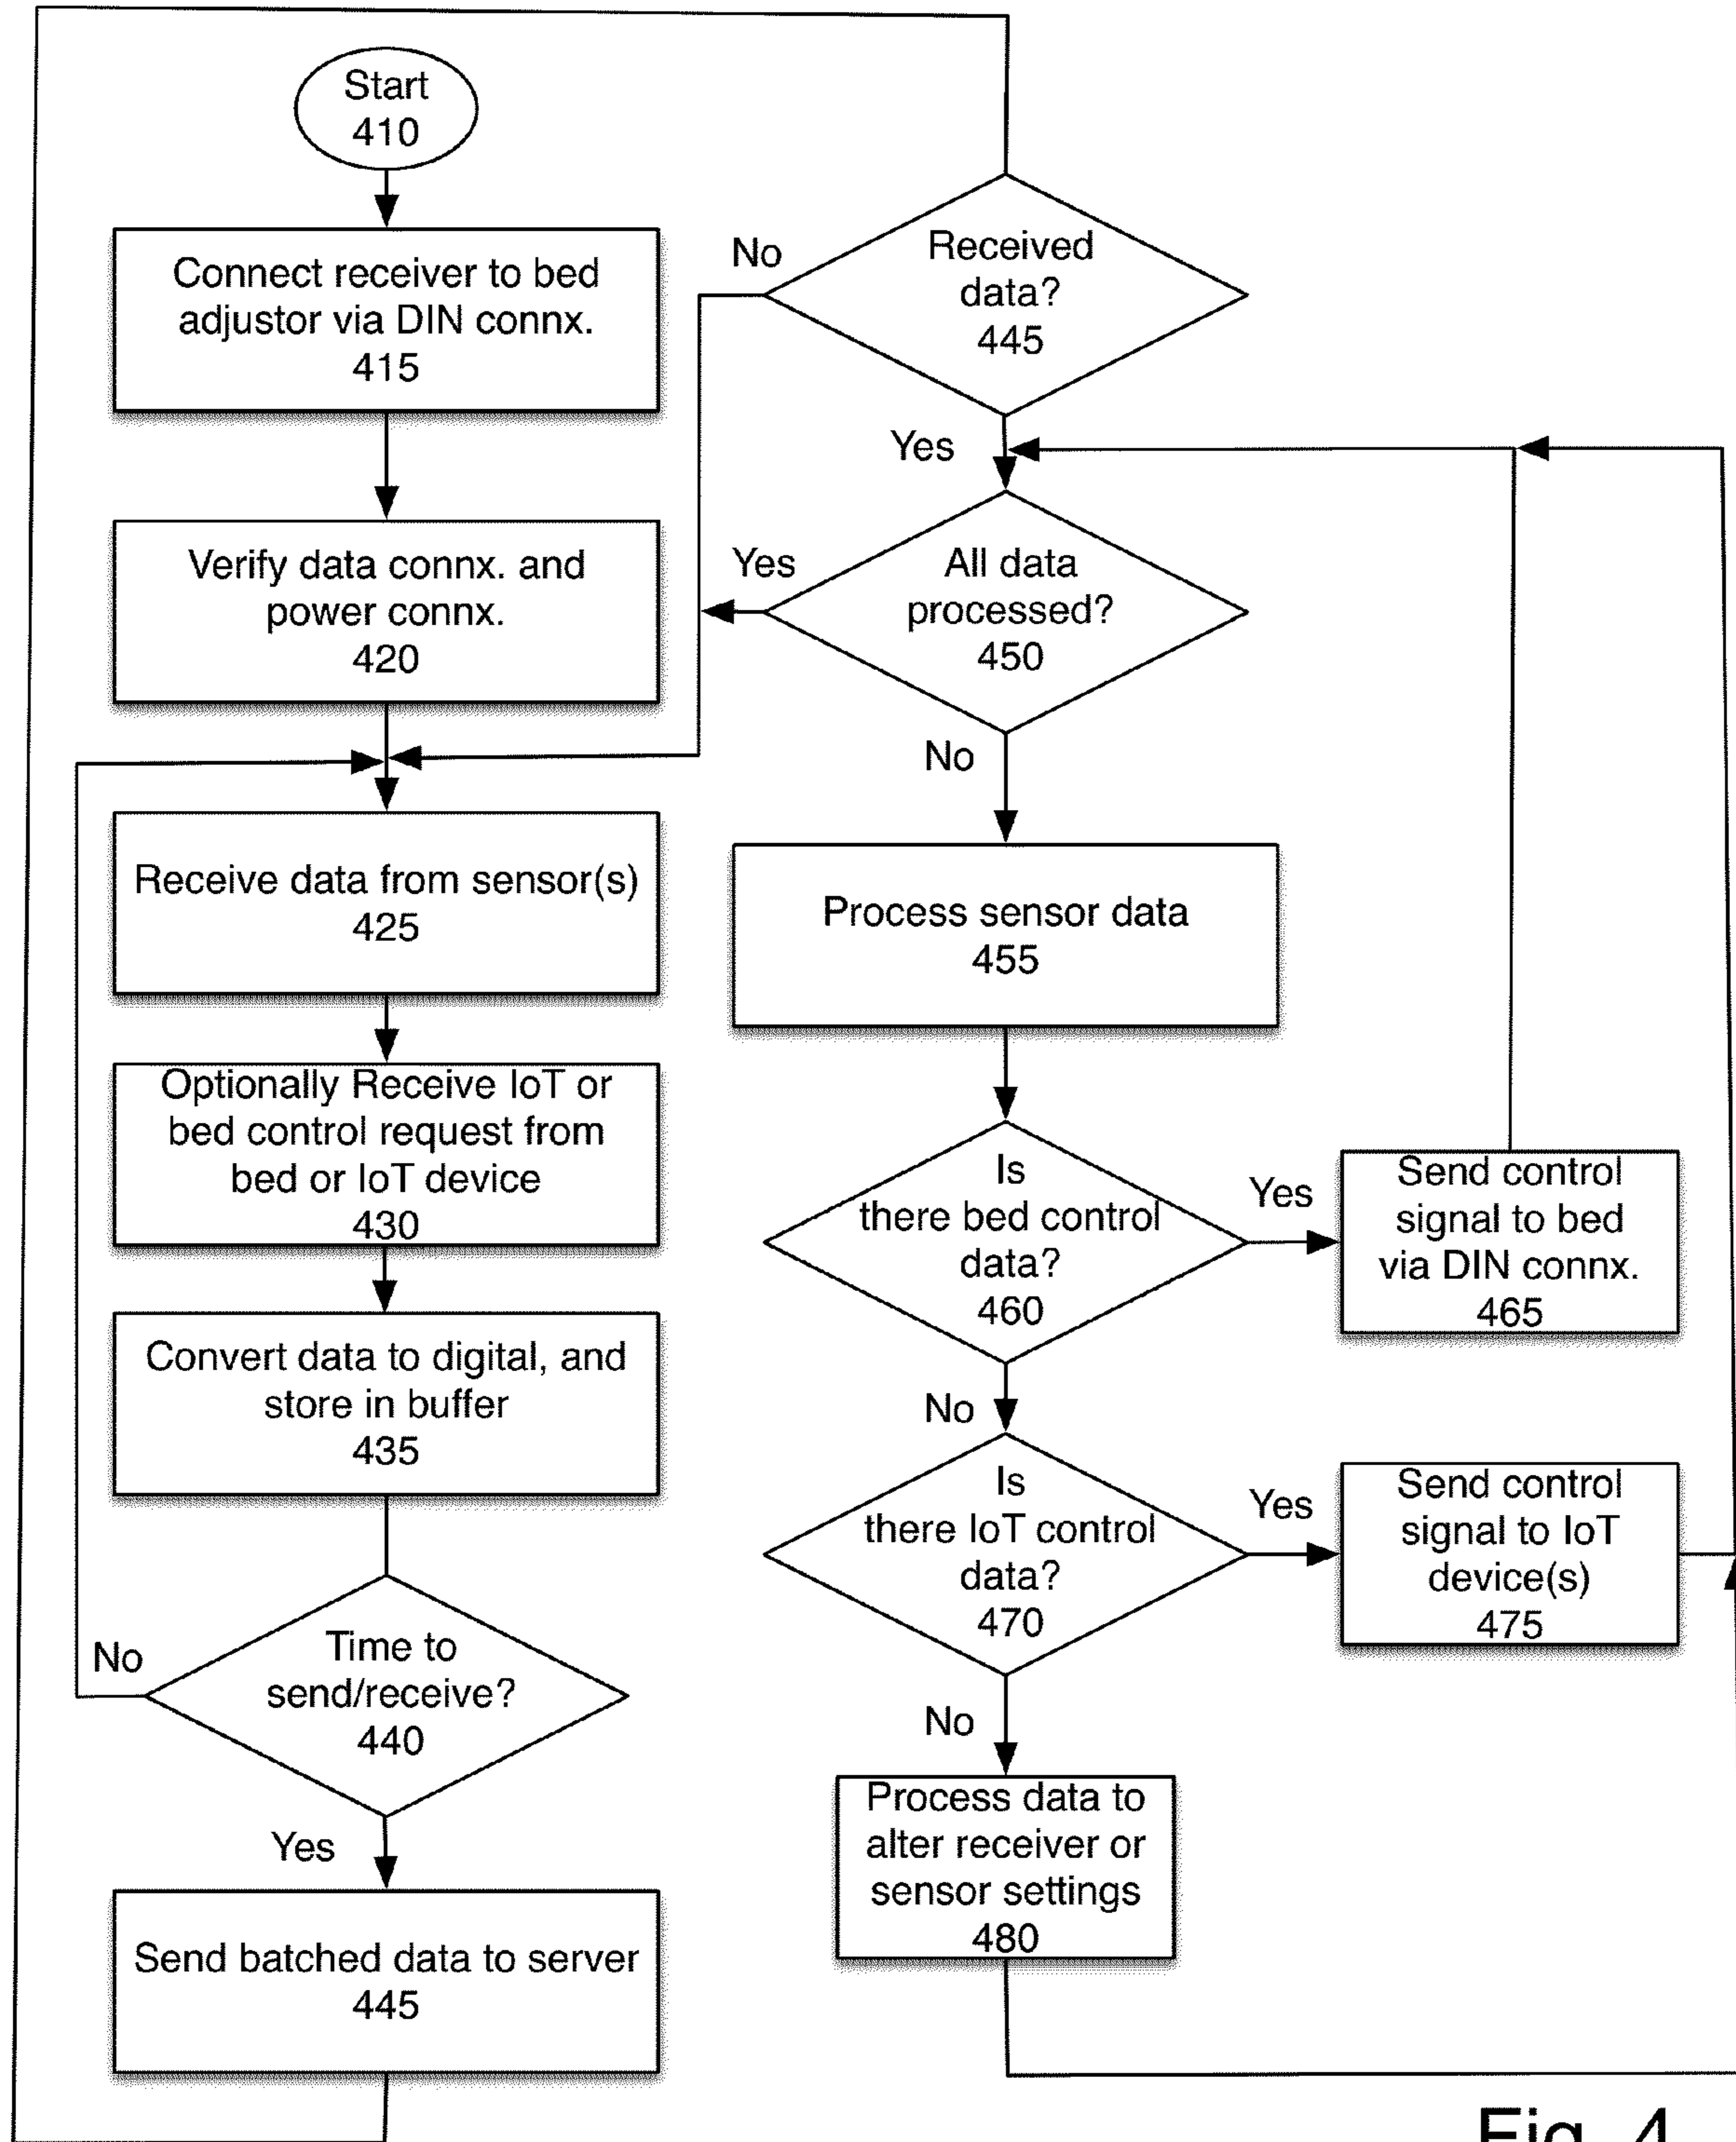 Start
410
Connect receiver to bed
adjustor via DIN connx.
415
Verify data connx. and
power connx.
420
Receive data from sensor(s)
425
Optionally Receive IoT or
bed control request from
bed or IoT device
430
Convert data to digital, and
store in buffer
435
Time to
send/receive?
440
No
Yes
Send batched data to server
445
Received
data?
445
No
Yes
All data
processed?
450
Yes
No
Process sensor data
455
Is
there bed control
data?
460
Yes
Send control
signal to bed
via DIN connx.
465
No
Is
there IoT control
data?
470
Yes
Send control
signal to IoT
device(s)
475
No
Process data to
alter receiver or
sensor settings
480
Fig. 4